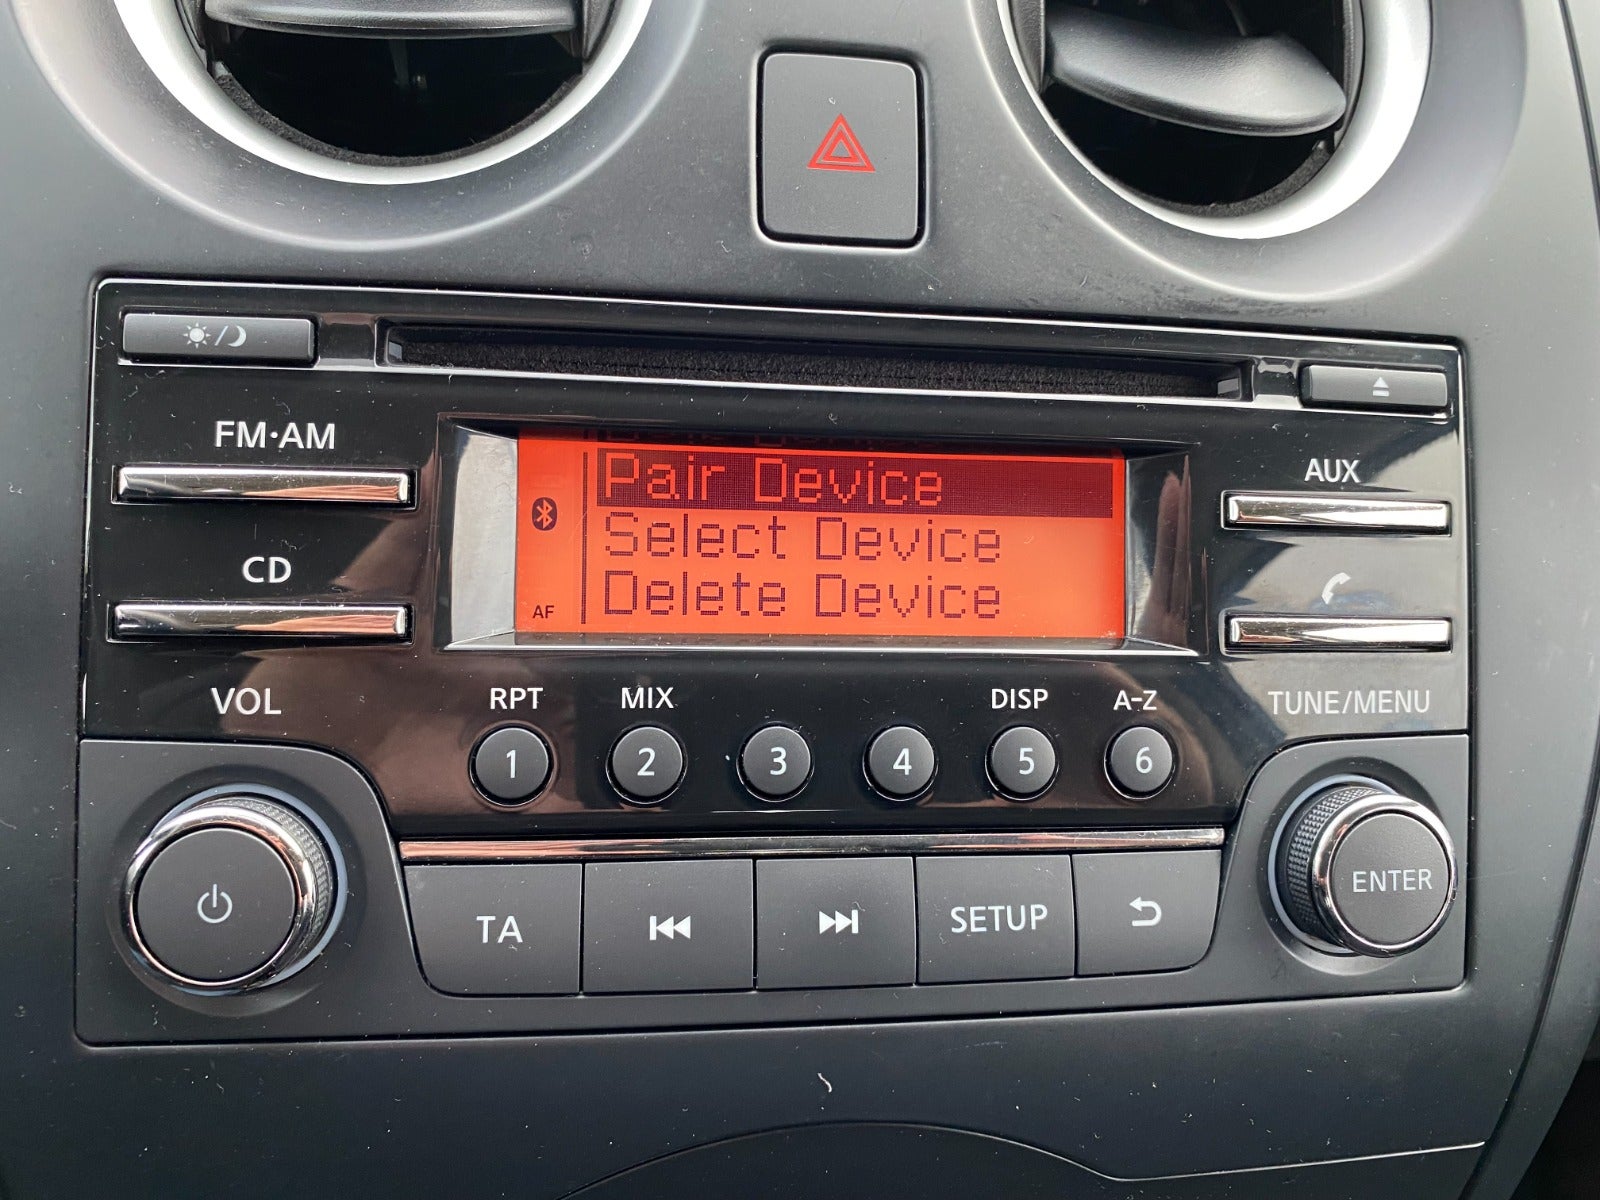 FM·AM
CD
VOL
Pair Device
Select Device
Delete Device
AF
AUX
TUNE/MENU
RPT
MIX
DISP
A-Z
1
2
3
4
5
6
TA
SETUP
ENTER